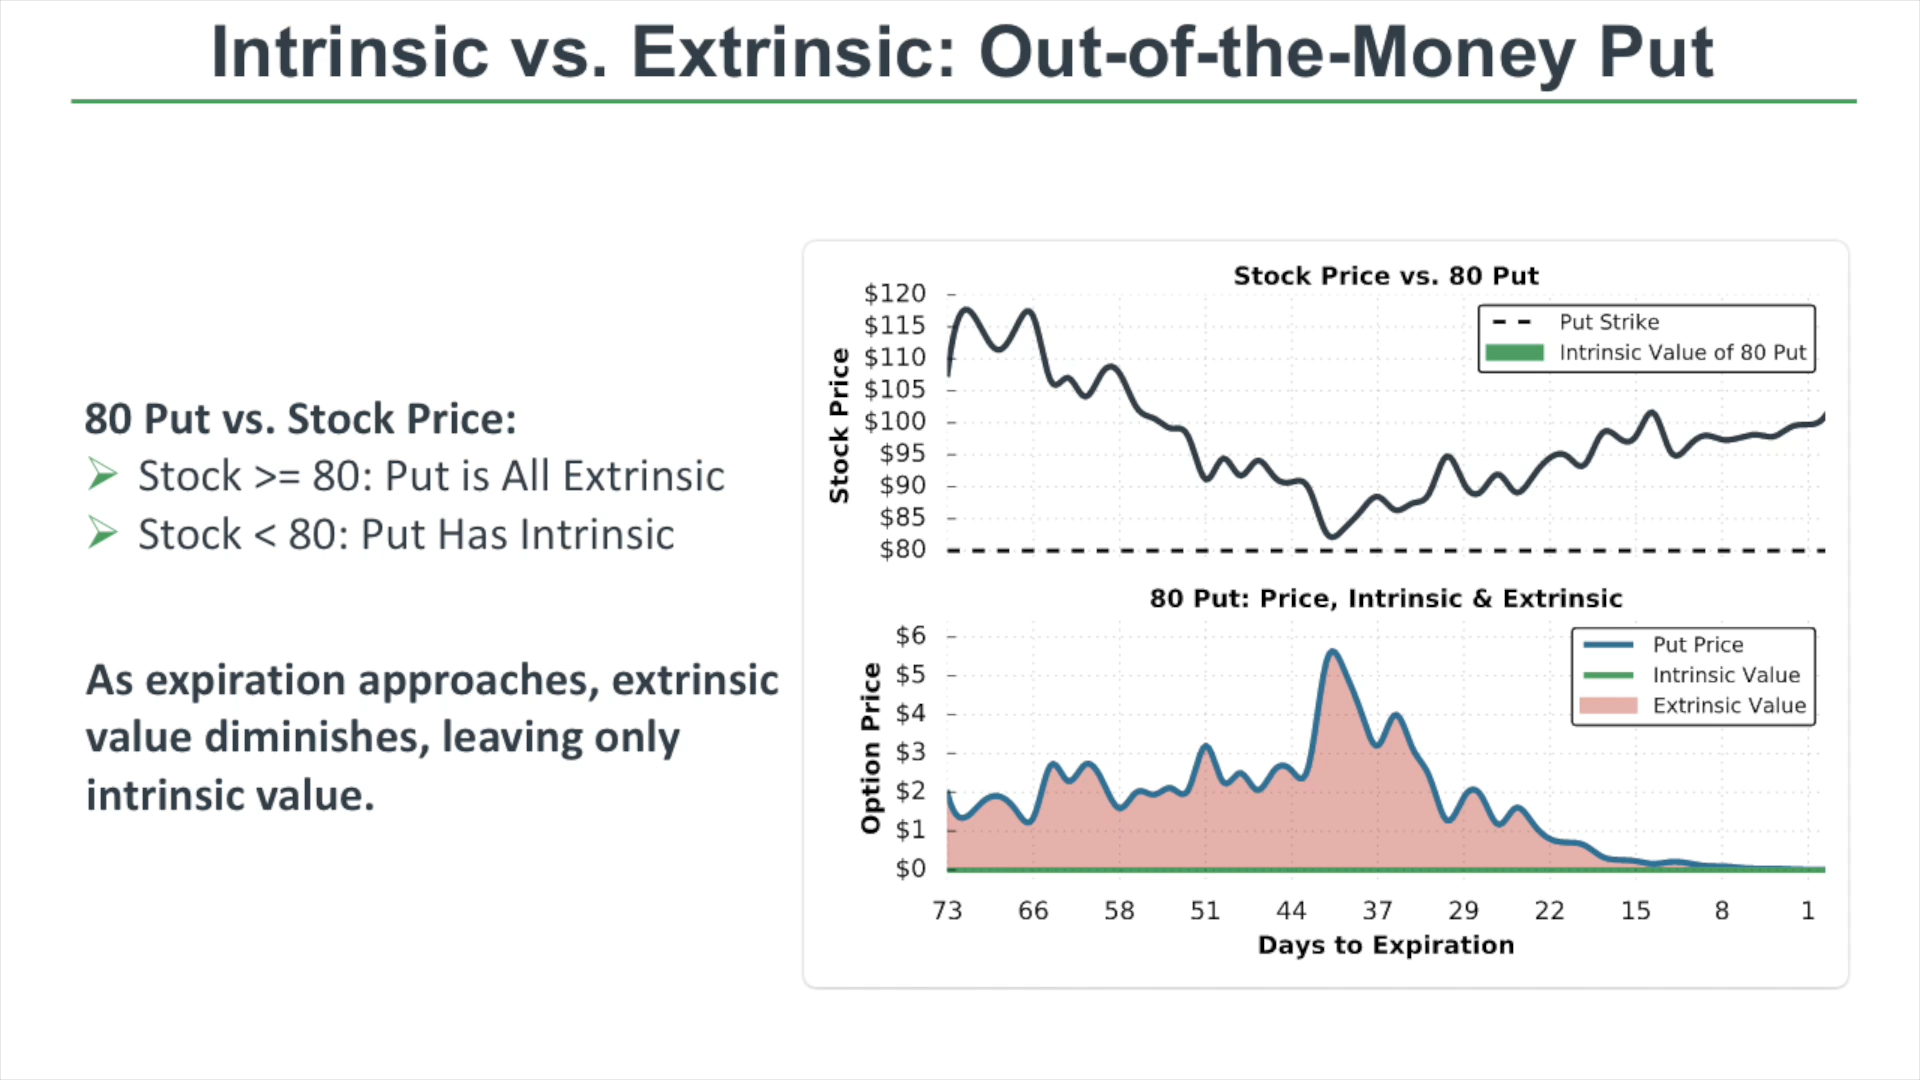 Intrinsic vs. Extrinsic: Out-of-the-Money Put
80 Put vs. Stock Price:
Stock >= 80: Put is All Extrinsic
Stock < 80: Put Has Intrinsic
As expiration approaches, extrinsic
value diminishes, leaving only
intrinsic value.
Stock Price vs. 80 Put
Stock Price
$120
$115
$110
$105
$100
$95
$90
$85
$80
Put Strike
Intrinsic Value of 80 Put
80 Put: Price, Intrinsic & Extrinsic
Option Price
$6
$5
$4
$3
$2
$1
$0
Put Price
Intrinsic Value
Extrinsic Value
73 66 58 51 44 37 29 22 15 8 1
Days to Expiration